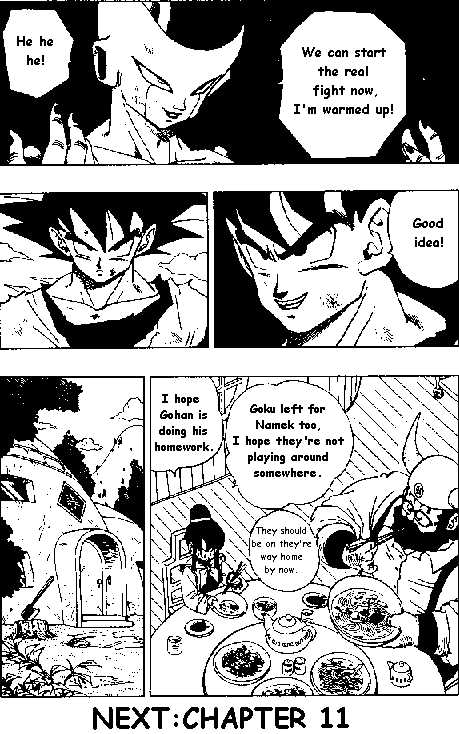 He he
he!
We can start
the real
fight now,
I'm warmed up!
Good
idea!
I hope
Gohan is
doing his
homework.
Goku left for
Namek too,
I hope they're not
playing around
somewhere.
They should
be on they're
way home
by now.
NEXT:CHAPTER 11